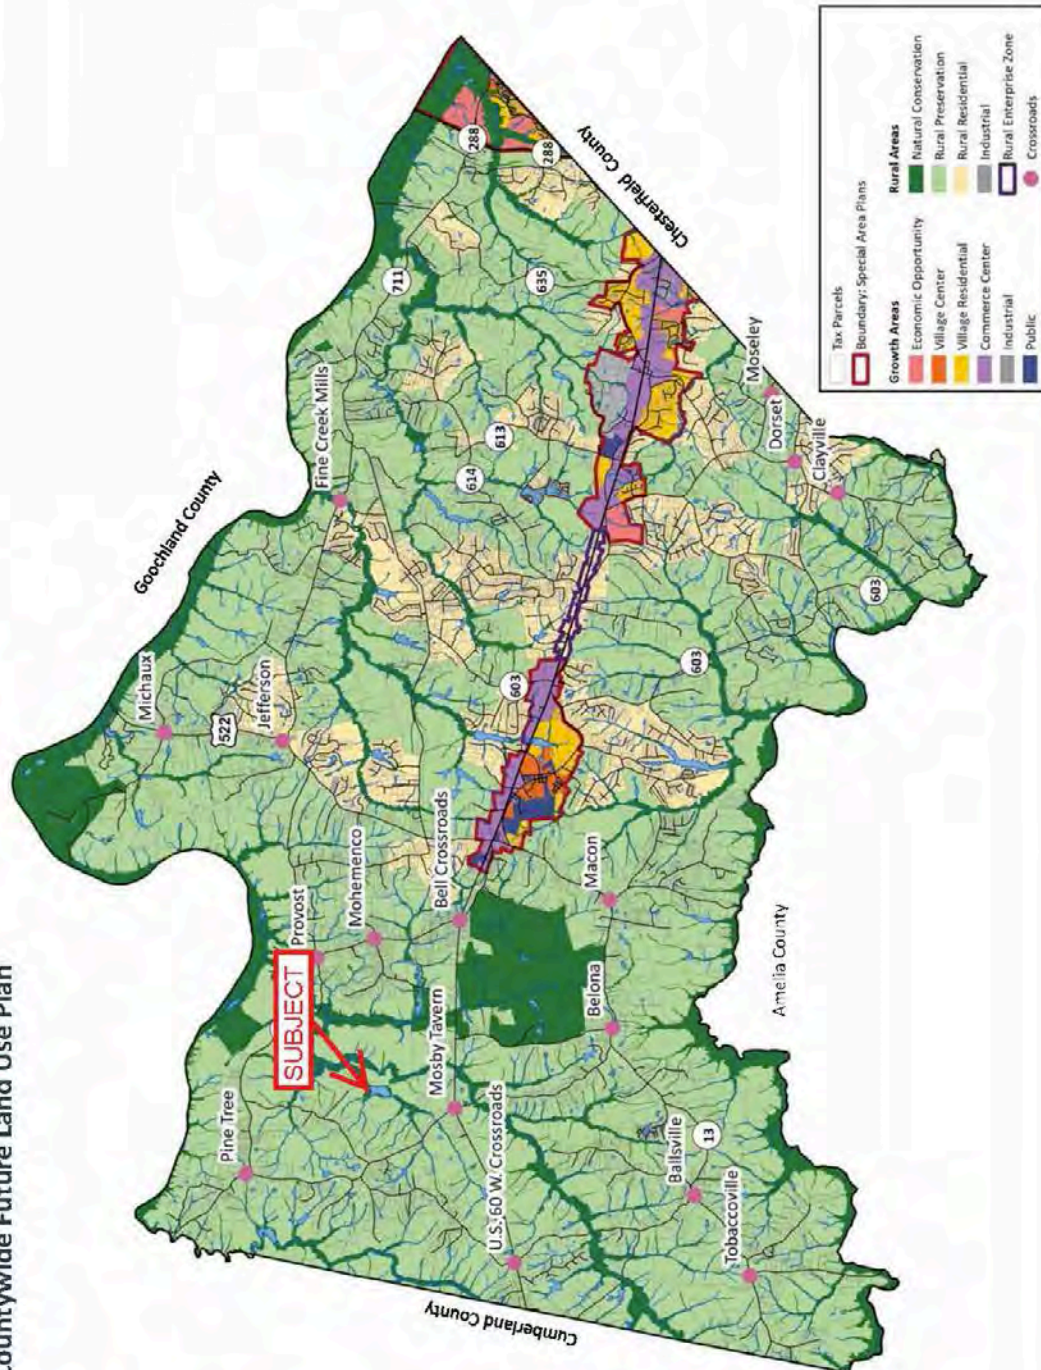 Countywide Future Land Use Plan
Cumberland County
Goochland County
Chesterfield County
Amelia County
SUBJECT
Pine Tree
Provost
Mohemenco
Mosby Tavern
Bell Crossroads
U.S. 60 W. Crossroads
Michaux
522
Jefferson
Fine Creek Mills
711
288
288
635
613
614
603
603
603
Macon
Belona
Ballsville
13
Tobaccoville
Moseley
Dorset
Clayville
Tax Parcels
Boundary: Special Area Plans
Growth Areas
Economic Opportunity
Village Center
Village Residential
Commerce Center
Industrial
Public
Rural Areas
Natural Conservation
Rural Preservation
Rural Residential
Industrial
Rural Enterprise Zone
Crossroads